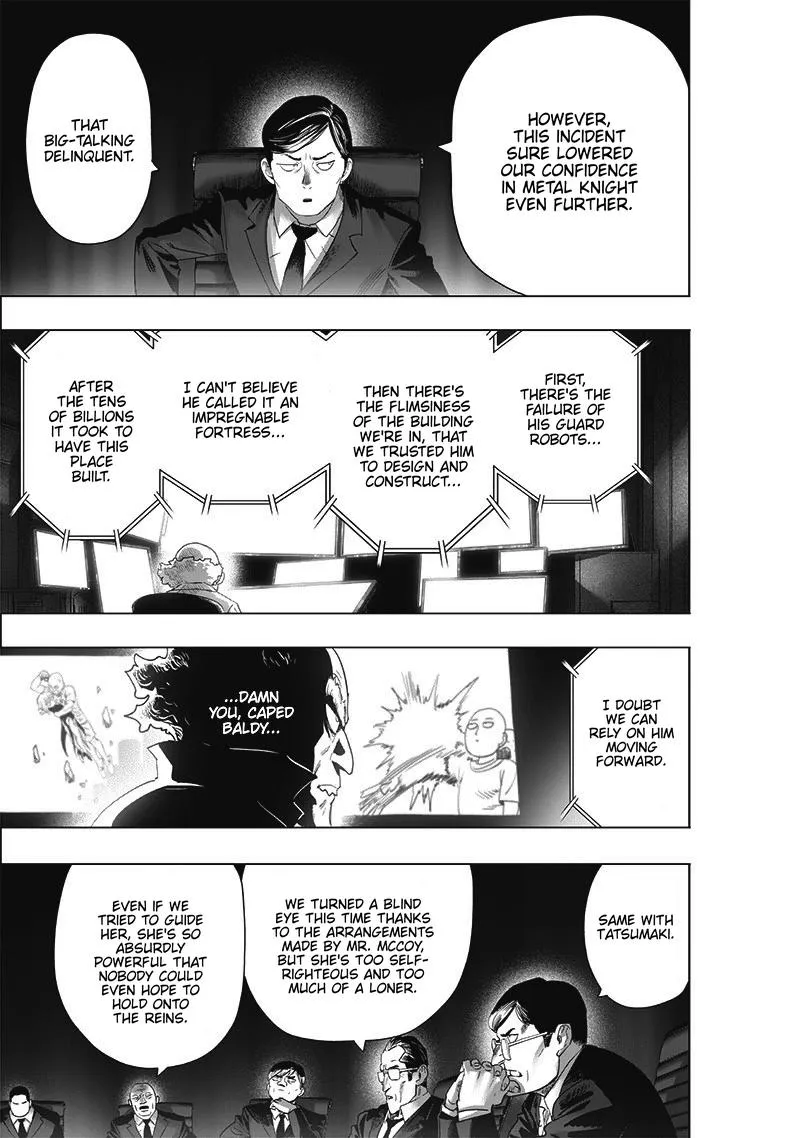 HOWEVER,
THIS INCIDENT
SURE LOWERED
OUR CONFIDENCE
IN METAL KNIGHT
EVEN FURTHER.
THAT
BIG-TALKING
DELINQUENT.
FIRST,
THERE'S THE
FAILURE OF
HIS GUARD
ROBOTS...
THEN THERE'S
THE FLIMSINESS
OF THE BUILDING
WE'RE IN, THAT
WE TRUSTED HIM
TO DESIGN AND
CONSTRUCT...
I CAN'T BELIEVE
HE CALLED IT AN
IMPREGNABLE
FORTRESS...
AFTER
THE TENS
OF BILLIONS
IT TOOK TO
HAVE THIS
PLACE
BUILT.
I DOUBT
WE CAN
RELY ON HIM
MOVING
FORWARD.
...DAMN
YOU, CAPED
BALDY...
SAME WITH
TATSUMAKI.
WE TURNED A BLIND
EYE THIS TIME THANKS
TO THE ARRANGEMENTS
MADE BY MR. MCCOY,
BUT SHE'S TOO SELF-
RIGHTEOUS AND TOO
MUCH OF A LONER.
EVEN IF WE
TRIED TO GUIDE
HER, SHE'S SO
ABSURDLY
POWERFUL THAT
NOBODY COULD
EVEN HOPE TO
HOLD ONTO
THE REINS.